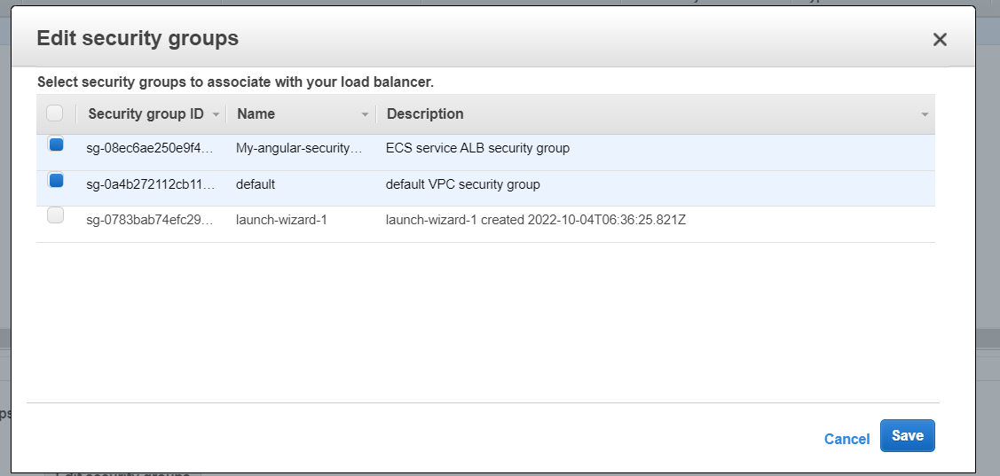 Edit security groups
Select security groups to associate with your load balancer.
Security group ID Name Description
sg-08ec6ae250e9f4... My-angular-security... ECS service ALB security group
sg-0a4b272112cb11... default default VPC security group
sg-0783bab74efc29... launch-wizard-1 launch-wizard-1 created 2022-10-04T06:36:25.821Z
Cancel Save